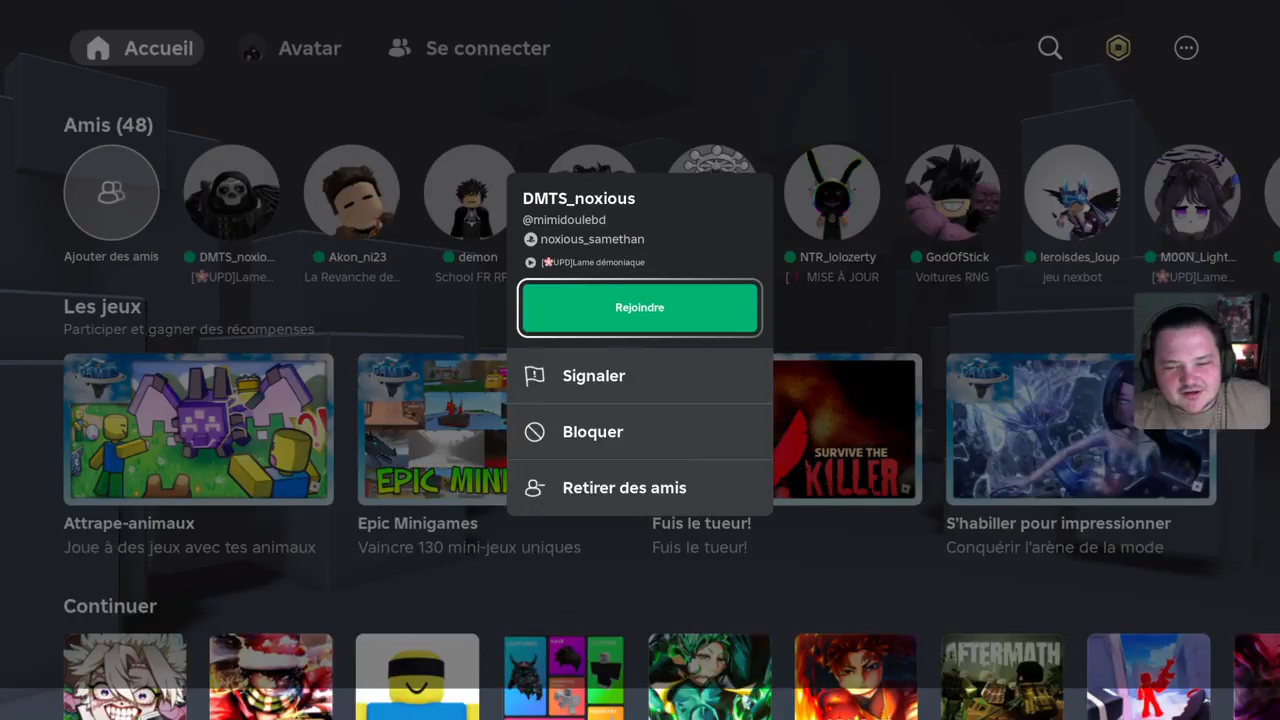 Accueil
Avatar
Se connecter
Amis (48)
Ajouter des amis
DMTS_noxio...
[🌸UPD]Lame...
Akon_ni23
La Revanche de...
demon
School FR RF
NTR_lolozerty
MISE À JOUR
GodOfStick
Voitures RNG
leroisdes_loup
jeu nexbot
M00N_Light...
[🌸UPD]Lame...
DMTS_noxious
@mimidoulebd
noxious_samethan
[🌸UPD]Lame démoniaque
Rejoindre
Signaler
Bloquer
Retirer des amis
Les jeux
Participer et gagner des récompenses
EPIC MINI
SURVIVE THE
KILLER
Attrape-animaux
Joue à des jeux avec tes animaux
Epic Minigames
Vaincre 130 mini-jeux uniques
Fuis le tueur!
Fuis le tueur!
S'habiller pour impressionner
Conquérir l'arène de la mode
Continuer
AFTERMATH